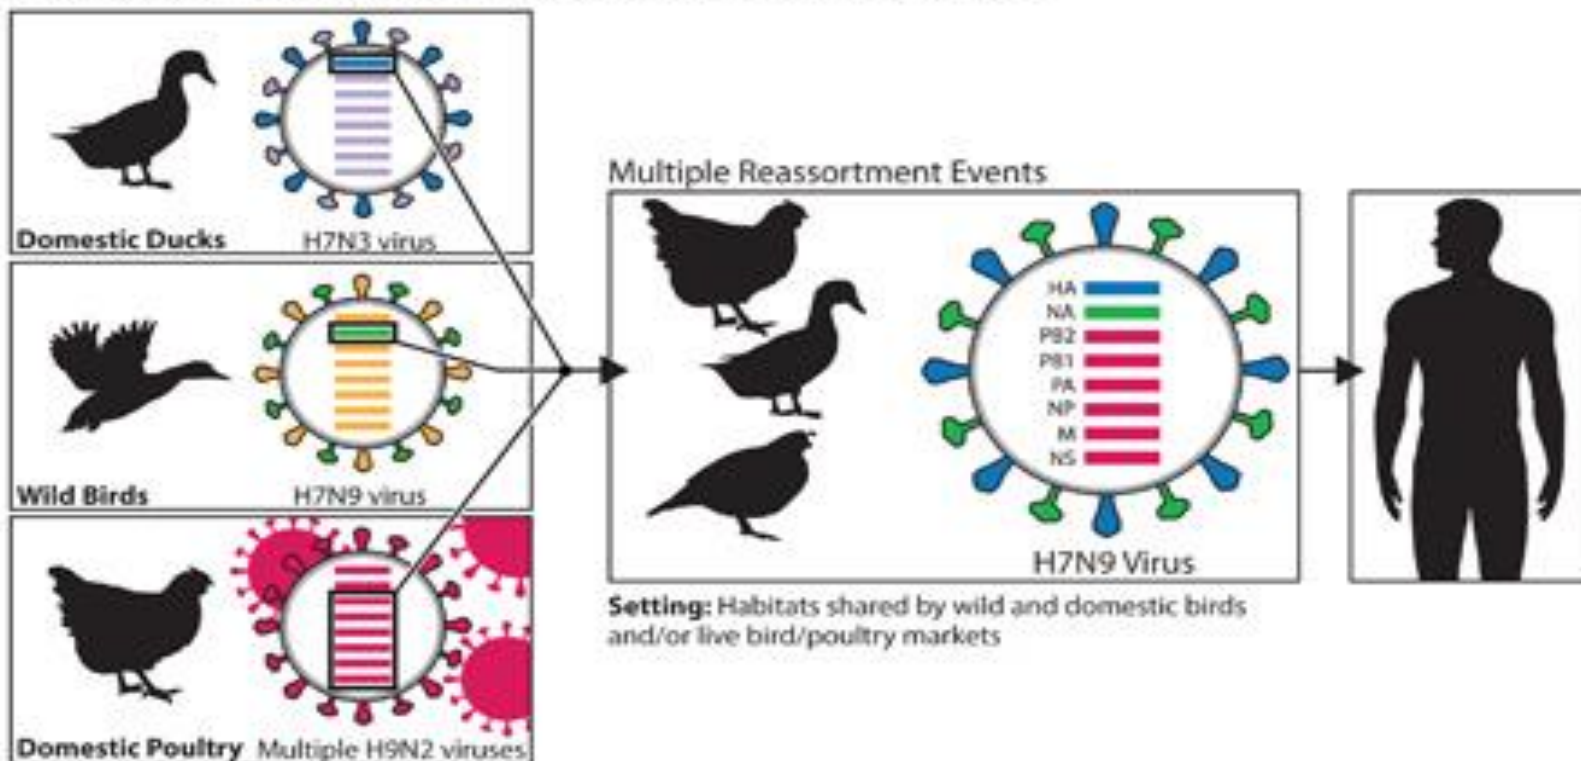 Domestic Ducks
H7N3 virus
Wild Birds
H7N9 virus
Domestic Poultry
Multiple H9N2 viruses
Multiple Reassortment Events
HA
NA
PB2
PB1
PA
NP
M
NS
H7N9 Virus
Setting: Habitats shared by wild and domestic birds
and/or live bird/poultry markets